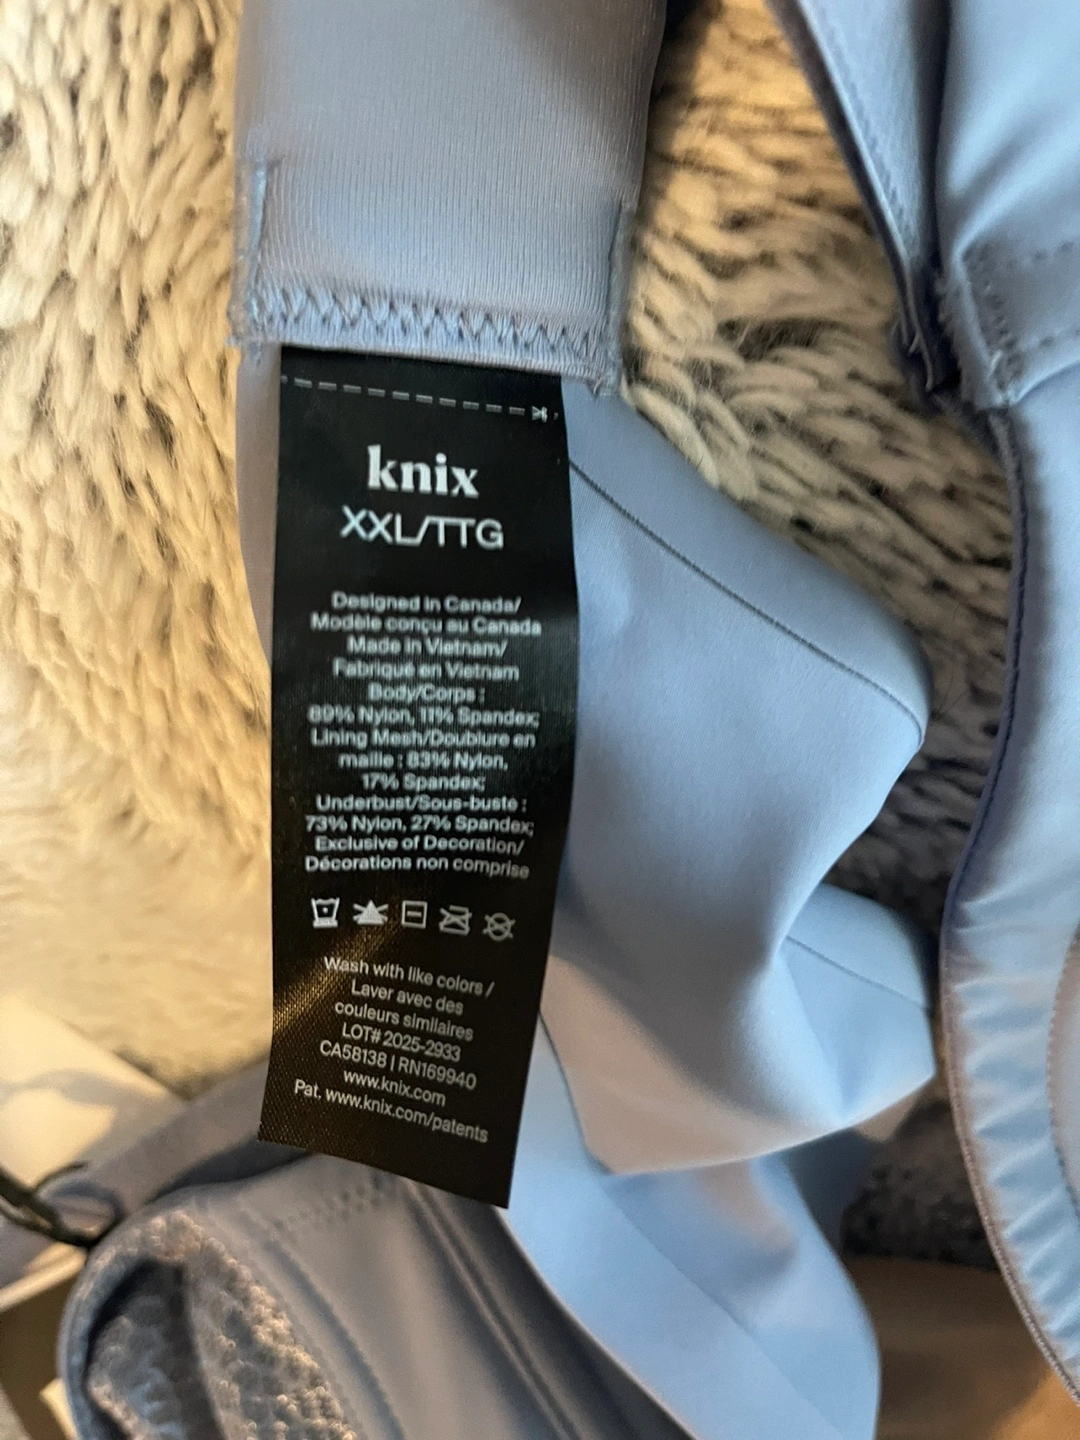 knix
XXL/TTG
Designed in Canada/
Modèle conçu au Canada
Made in Vietnam/
Fabriqué en Vietnam
Body/Corps :
89% Nylon, 11% Spandex;
Lining Mesh/Doublure en
maille : 83% Nylon,
17% Spandex;
Underbust/Sous-buste :
73% Nylon, 27% Spandex;
Exclusive of Decoration/
Décorations non comprise
Wash with like colors /
Laver avec des
couleurs similaires
LOT# 2025-2933
CA58138 | RN169940
www.knix.com
Pat. www.knix.com/patents